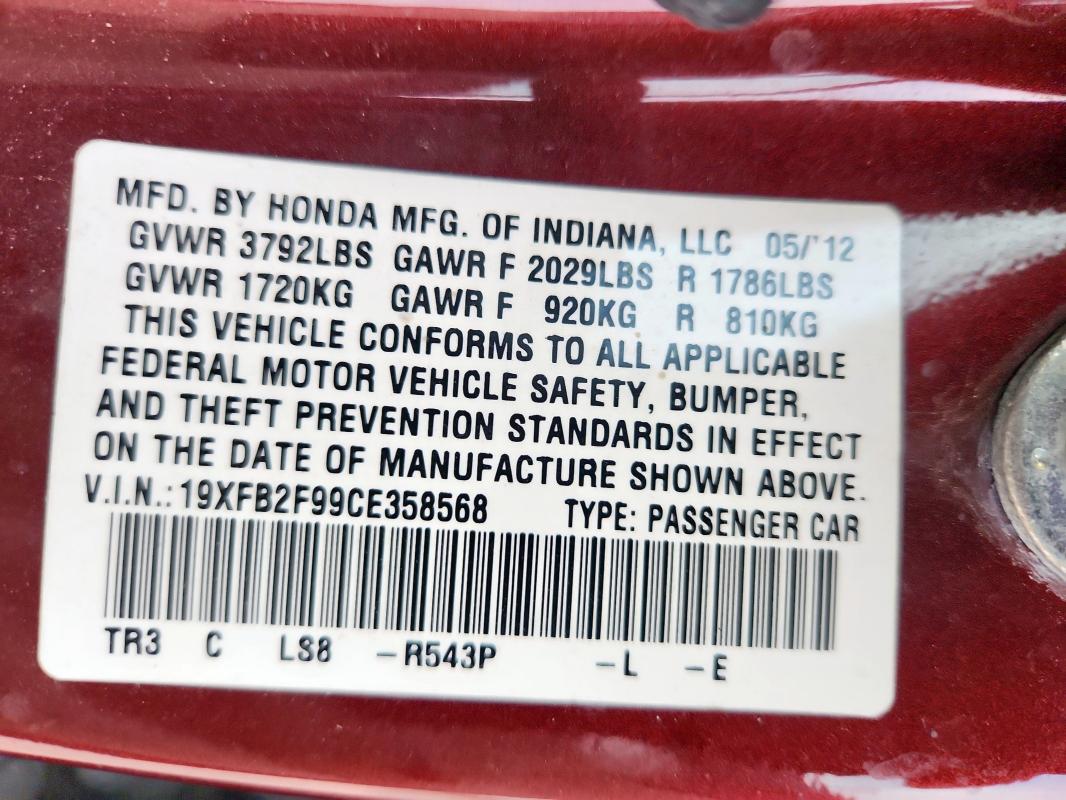 MFD. BY HONDA MFG. OF INDIANA, LLC 05/'12
GVWR 3792LBS GAWR F 2029LBS R 1786LBS
GVWR 1720KG GAWR F 920KG R 810KG
THIS VEHICLE CONFORMS TO ALL APPLICABLE
FEDERAL MOTOR VEHICLE SAFETY, BUMPER,
AND THEFT PREVENTION STANDARDS IN EFFECT
ON THE DATE OF MANUFACTURE SHOWN ABOVE.
V.I.N.: 19XFB2F99CE358568 TYPE: PASSENGER CAR
TR3 C LS8 -R543P -L -E